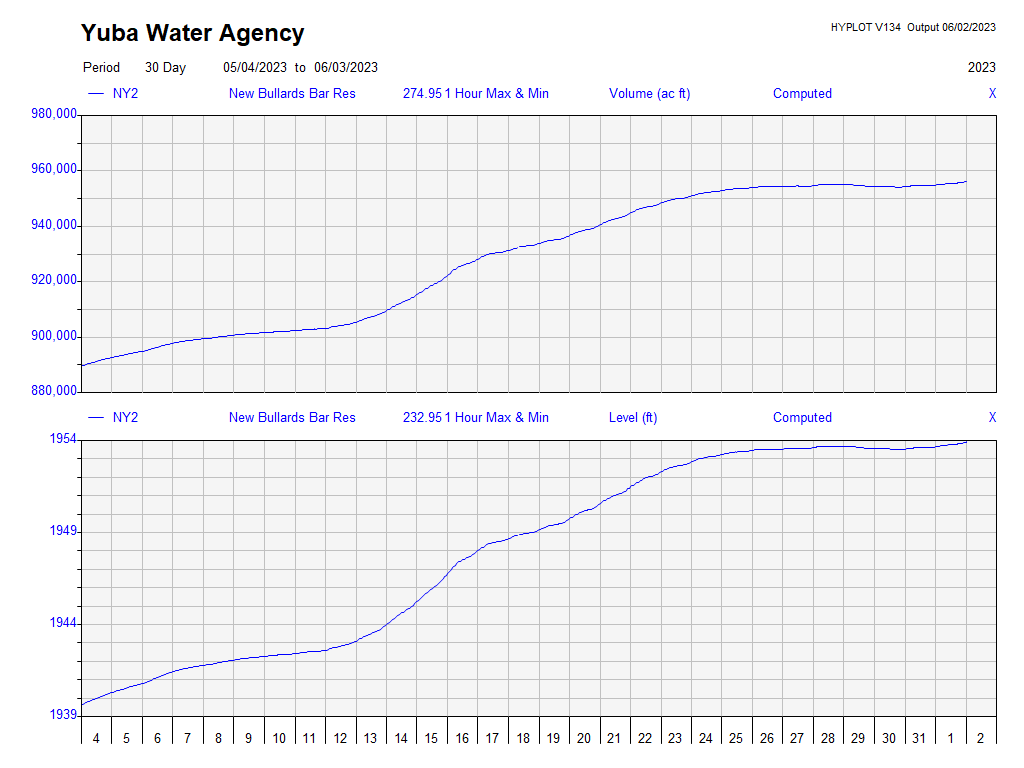 Yuba Water Agency
HYPLOT V134 Output 06/02/2023
Period 30 Day 05/04/2023 to 06/03/2023 2023
NY2 New Bullards Bar Res 274.95 1 Hour Max & Min Volume (ac ft) Computed X
980,000
960,000
940,000
920,000
900,000
880,000
NY2 New Bullards Bar Res 232.95 1 Hour Max & Min Level (ft) Computed X
1954
1949
1944
1939
4 5 6 7 8 9 10 11 12 13 14 15 16 17 18 19 20 21 22 23 24 25 26 27 28 29 30 31 1 2